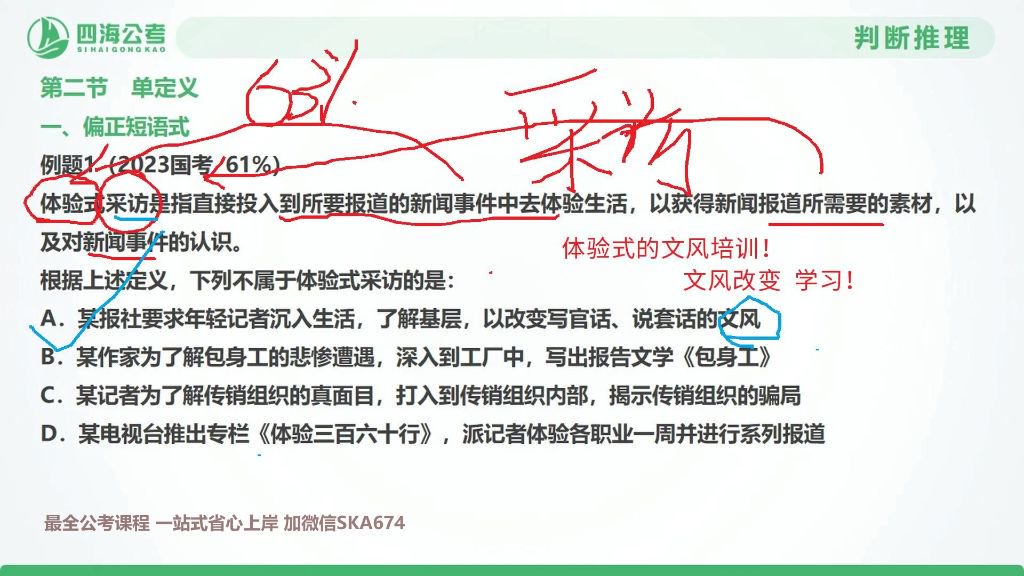 四海公考
SIHAIGONGKAO
判断推理
第二节 单定义
一、偏正短语式
例题1.（2023国考/61%）
体验式采访是指直接投入到所要报道的新闻事件中去体验生活，以获得新闻报道所需要的素材，以
及对新闻事件的认识。
体验式的文风培训！
根据上述定义，下列不属于体验式采访的是：
文风改变 学习！
A．某报社要求年轻记者沉入生活，了解基层，以改变写官话、说套话的文风
B．某作家为了解包身工的悲惨遭遇，深入到工厂中，写出报告文学《包身工》
C．某记者为了解传销组织的真面目，打入到传销组织内部，揭示传销组织的骗局
D．某电视台推出专栏《体验三百六十行》，派记者体验各职业一周并进行系列报道
最全公考课程 一站式省心上岸 加微信SKA674